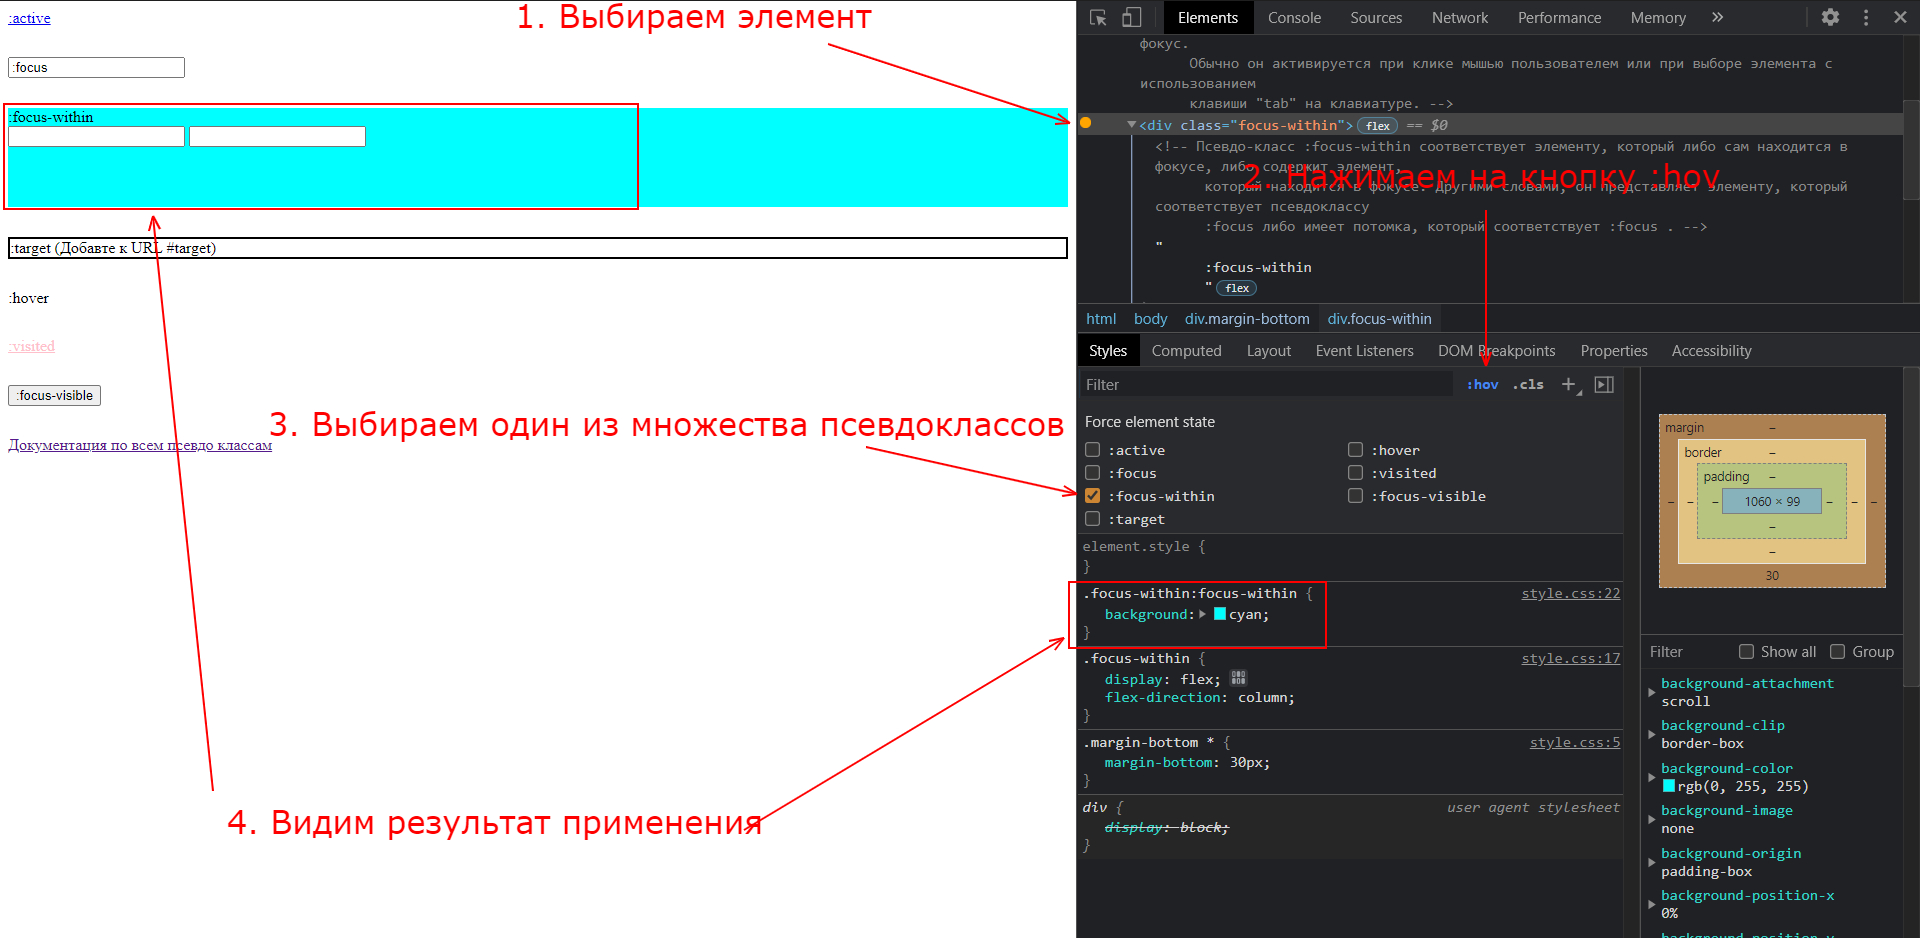 :active
1. Выбираем элемент
:focus
:focus-within
:target (Добавте к URL #target)
:hover
:visited
:focus-visible
3. Выбираем один из множества псевдоклассов
Документация по всем псевдо классам
4. Видим результат применения
Elements Console Sources Network Performance Memory »
фокус.
Обычно он активируется при клике мышью пользователем или при выборе элемента с
использованием
клавиши "tab" на клавиатуре. -->
<div class="focus-within"> flex == $0
<!-- Псевдо-класс :focus-within соответствует элементу, который либо сам находится в
фокусе, либо содержит элемент,
2. Нажимаем на кнопку :hov
который находится в фокусе. Другими словами, он представляет элементу, который
соответствует псевдоклассу
:focus либо имеет потомка, который соответствует :focus . -->
"
:focus-within
" flex
html body div.margin-bottom div.focus-within
Styles Computed Layout Event Listeners DOM Breakpoints Properties Accessibility
Filter :hov .cls +
Force element state
:active :hover
:focus :visited
:focus-within :focus-visible
:target
element.style {
}
.focus-within:focus-within { style.css:22
background: cyan;
}
.focus-within { style.css:17
display: flex;
flex-direction: column;
}
.margin-bottom * { style.css:5
margin-bottom: 30px;
}
div { user agent stylesheet
display: block;
}
margin –
border –
padding –
– – – 1060 × 99 – – –
–
–
30
Filter Show all Group
background-attachment
scroll
background-clip
border-box
background-color
rgb(0, 255, 255)
background-image
none
background-origin
padding-box
background-position-x
0%